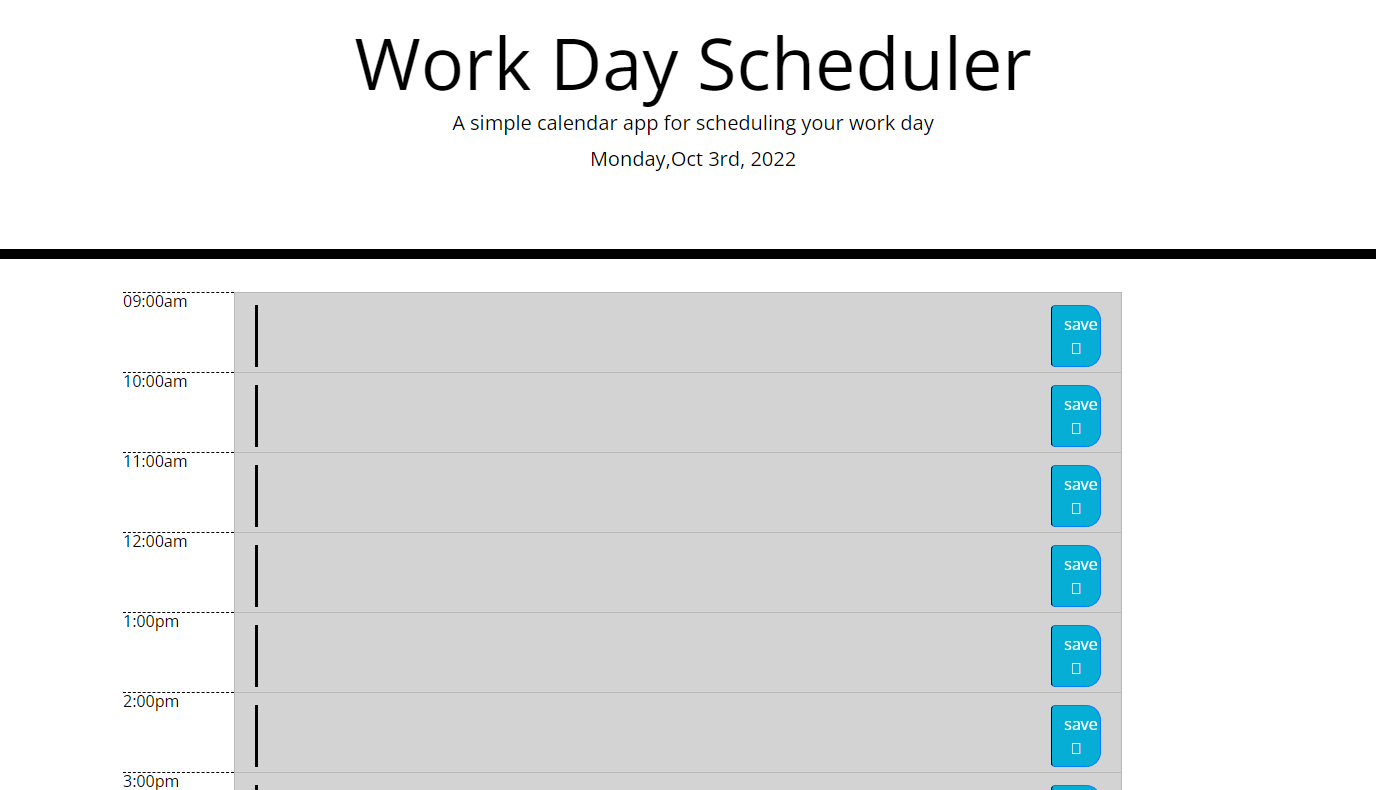 Work Day Scheduler
A simple calendar app for scheduling your work day
Monday,Oct 3rd, 2022
09:00am
save
10:00am
save
11:00am
save
12:00am
save
1:00pm
save
2:00pm
save
3:00pm